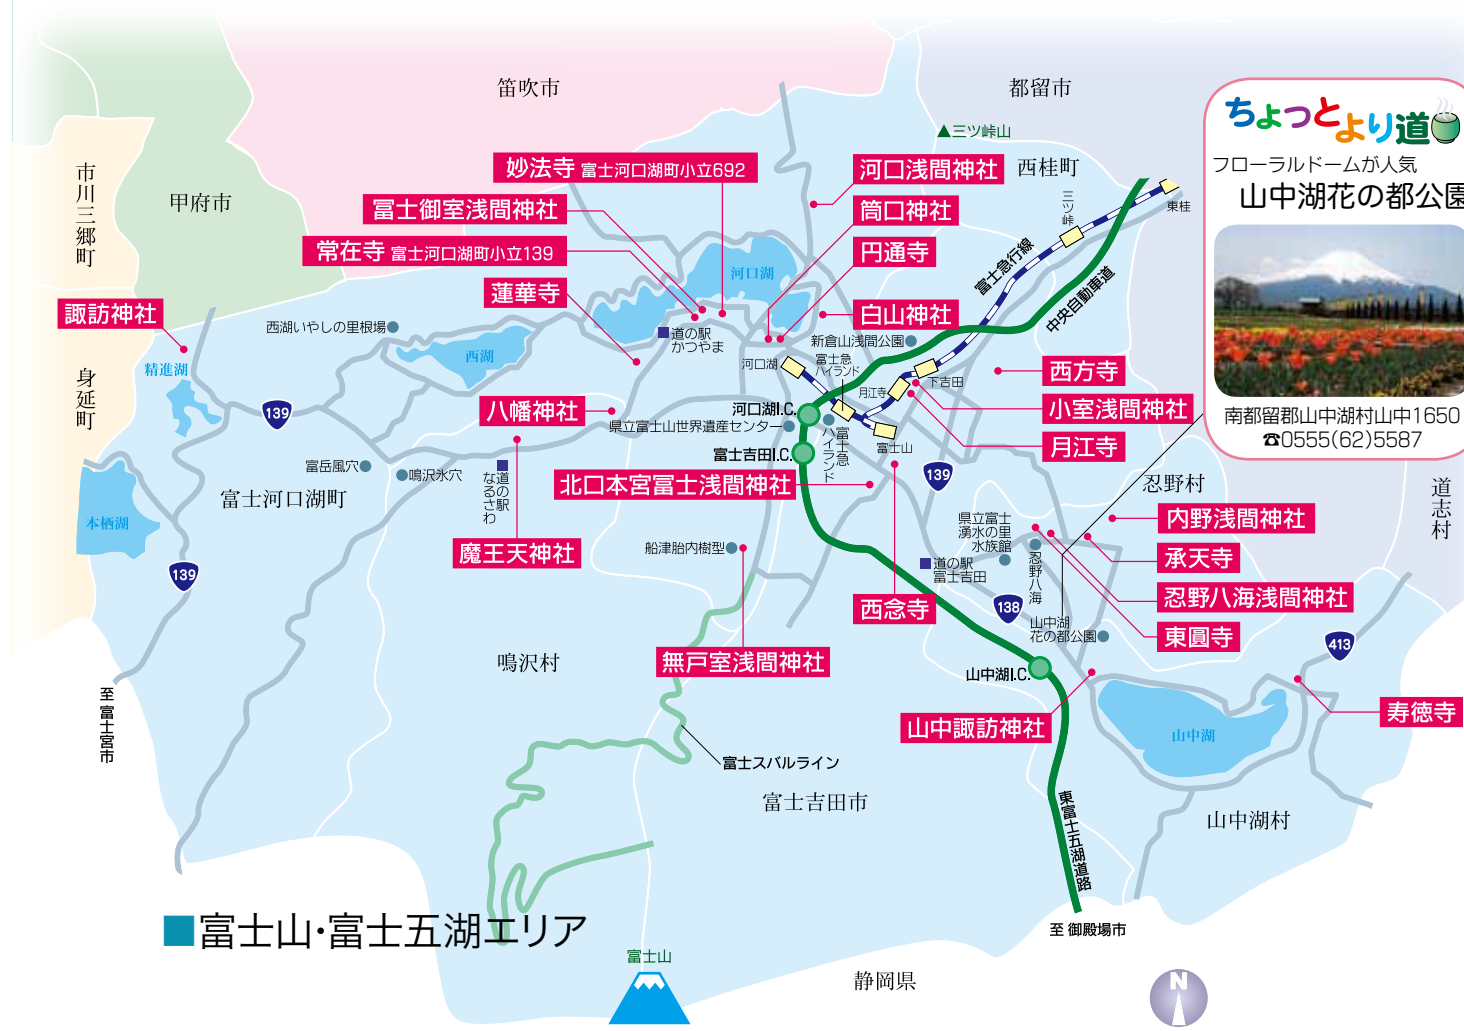 笛吹市
都留市
▲三ツ峠山
西桂町
三ツ峠
東桂
市川三郷町
甲府市
妙法寺 富士河口湖町小立692
河口浅間神社
冨士御室浅間神社
筒口神社
常在寺 富士河口湖町小立139
円通寺
河口湖
富士急行線
中央自動車道
蓮華寺
諏訪神社
白山神社
西湖いやしの里根場
道の駅
かつやま
新倉山浅間公園
西湖
精進湖
身延町
河口湖
富士急
ハイランド
月江寺
下吉田
西方寺
小室浅間神社
月江寺
139
八幡神社
河口湖I.C.
県立富士山世界遺産センター
富士急
ハイランド
富士山
富士吉田I.C.
富岳風穴
鳴沢氷穴
道の駅
なるさわ
富士河口湖町
北口本宮冨士浅間神社
139
忍野村
道志村
本栖湖
内野浅間神社
県立富士
湧水の里
水族館
魔王天神社
船津胎内樹型
承天寺
139
道の駅
富士吉田
忍野八海
忍野八海浅間神社
西念寺
138
山中湖
花の都公園
東圓寺
413
鳴沢村
無戸室浅間神社
山中湖I.C.
至 富士宮市
山中諏訪神社
寿徳寺
山中湖
富士スバルライン
富士吉田市
山中湖村
東富士五湖道路
■富士山・富士五湖エリア
至 御殿場市
富士山
静岡県
N
ちょっとより道
フローラルドームが人気
山中湖花の都公園
南都留郡山中湖村山中1650
☎0555(62)5587